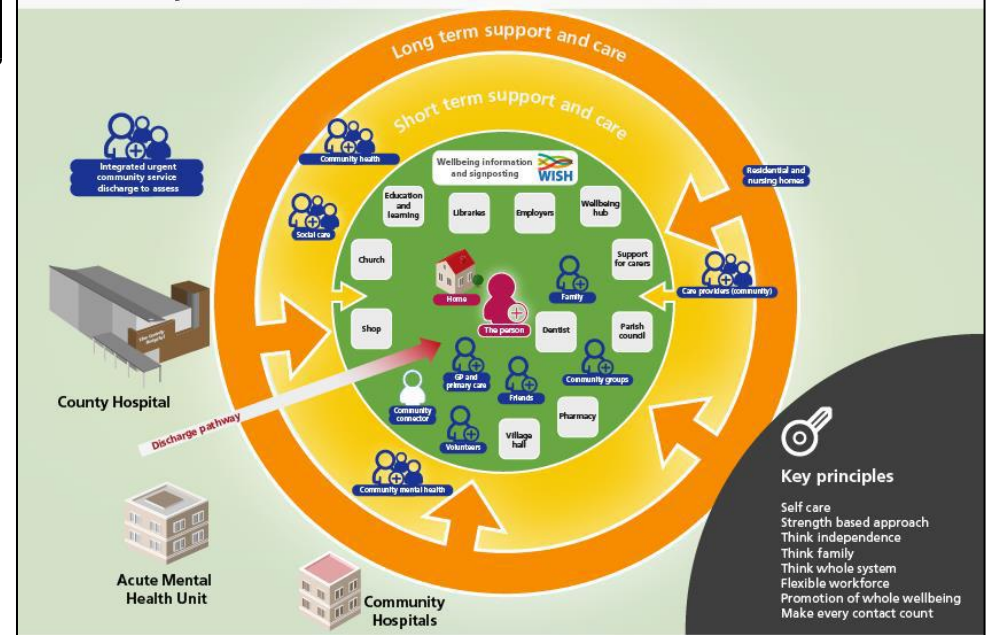 Long term support and care
Short term support and care
Integrated urgent
community service
discharge to assess
Community health
Wellbeing information
and signposting
WISH
Residential and
nursing homes
Social care
Education
and
learning
Libraries
Employers
Wellbeing
hub
Church
Support
for carers
Home
Family
Care providers (community)
Shop
The person
Dentist
Parish
council
GP and
primary care
Friends
Community groups
Community
connector
Volunteers
Village
hall
Pharmacy
County Hospital
Discharge pathway
Community mental health
Acute Mental
Health Unit
Community
Hospitals
Key principles
Self care
Strength based approach
Think independence
Think family
Think whole system
Flexible workforce
Promotion of whole wellbeing
Make every contact count